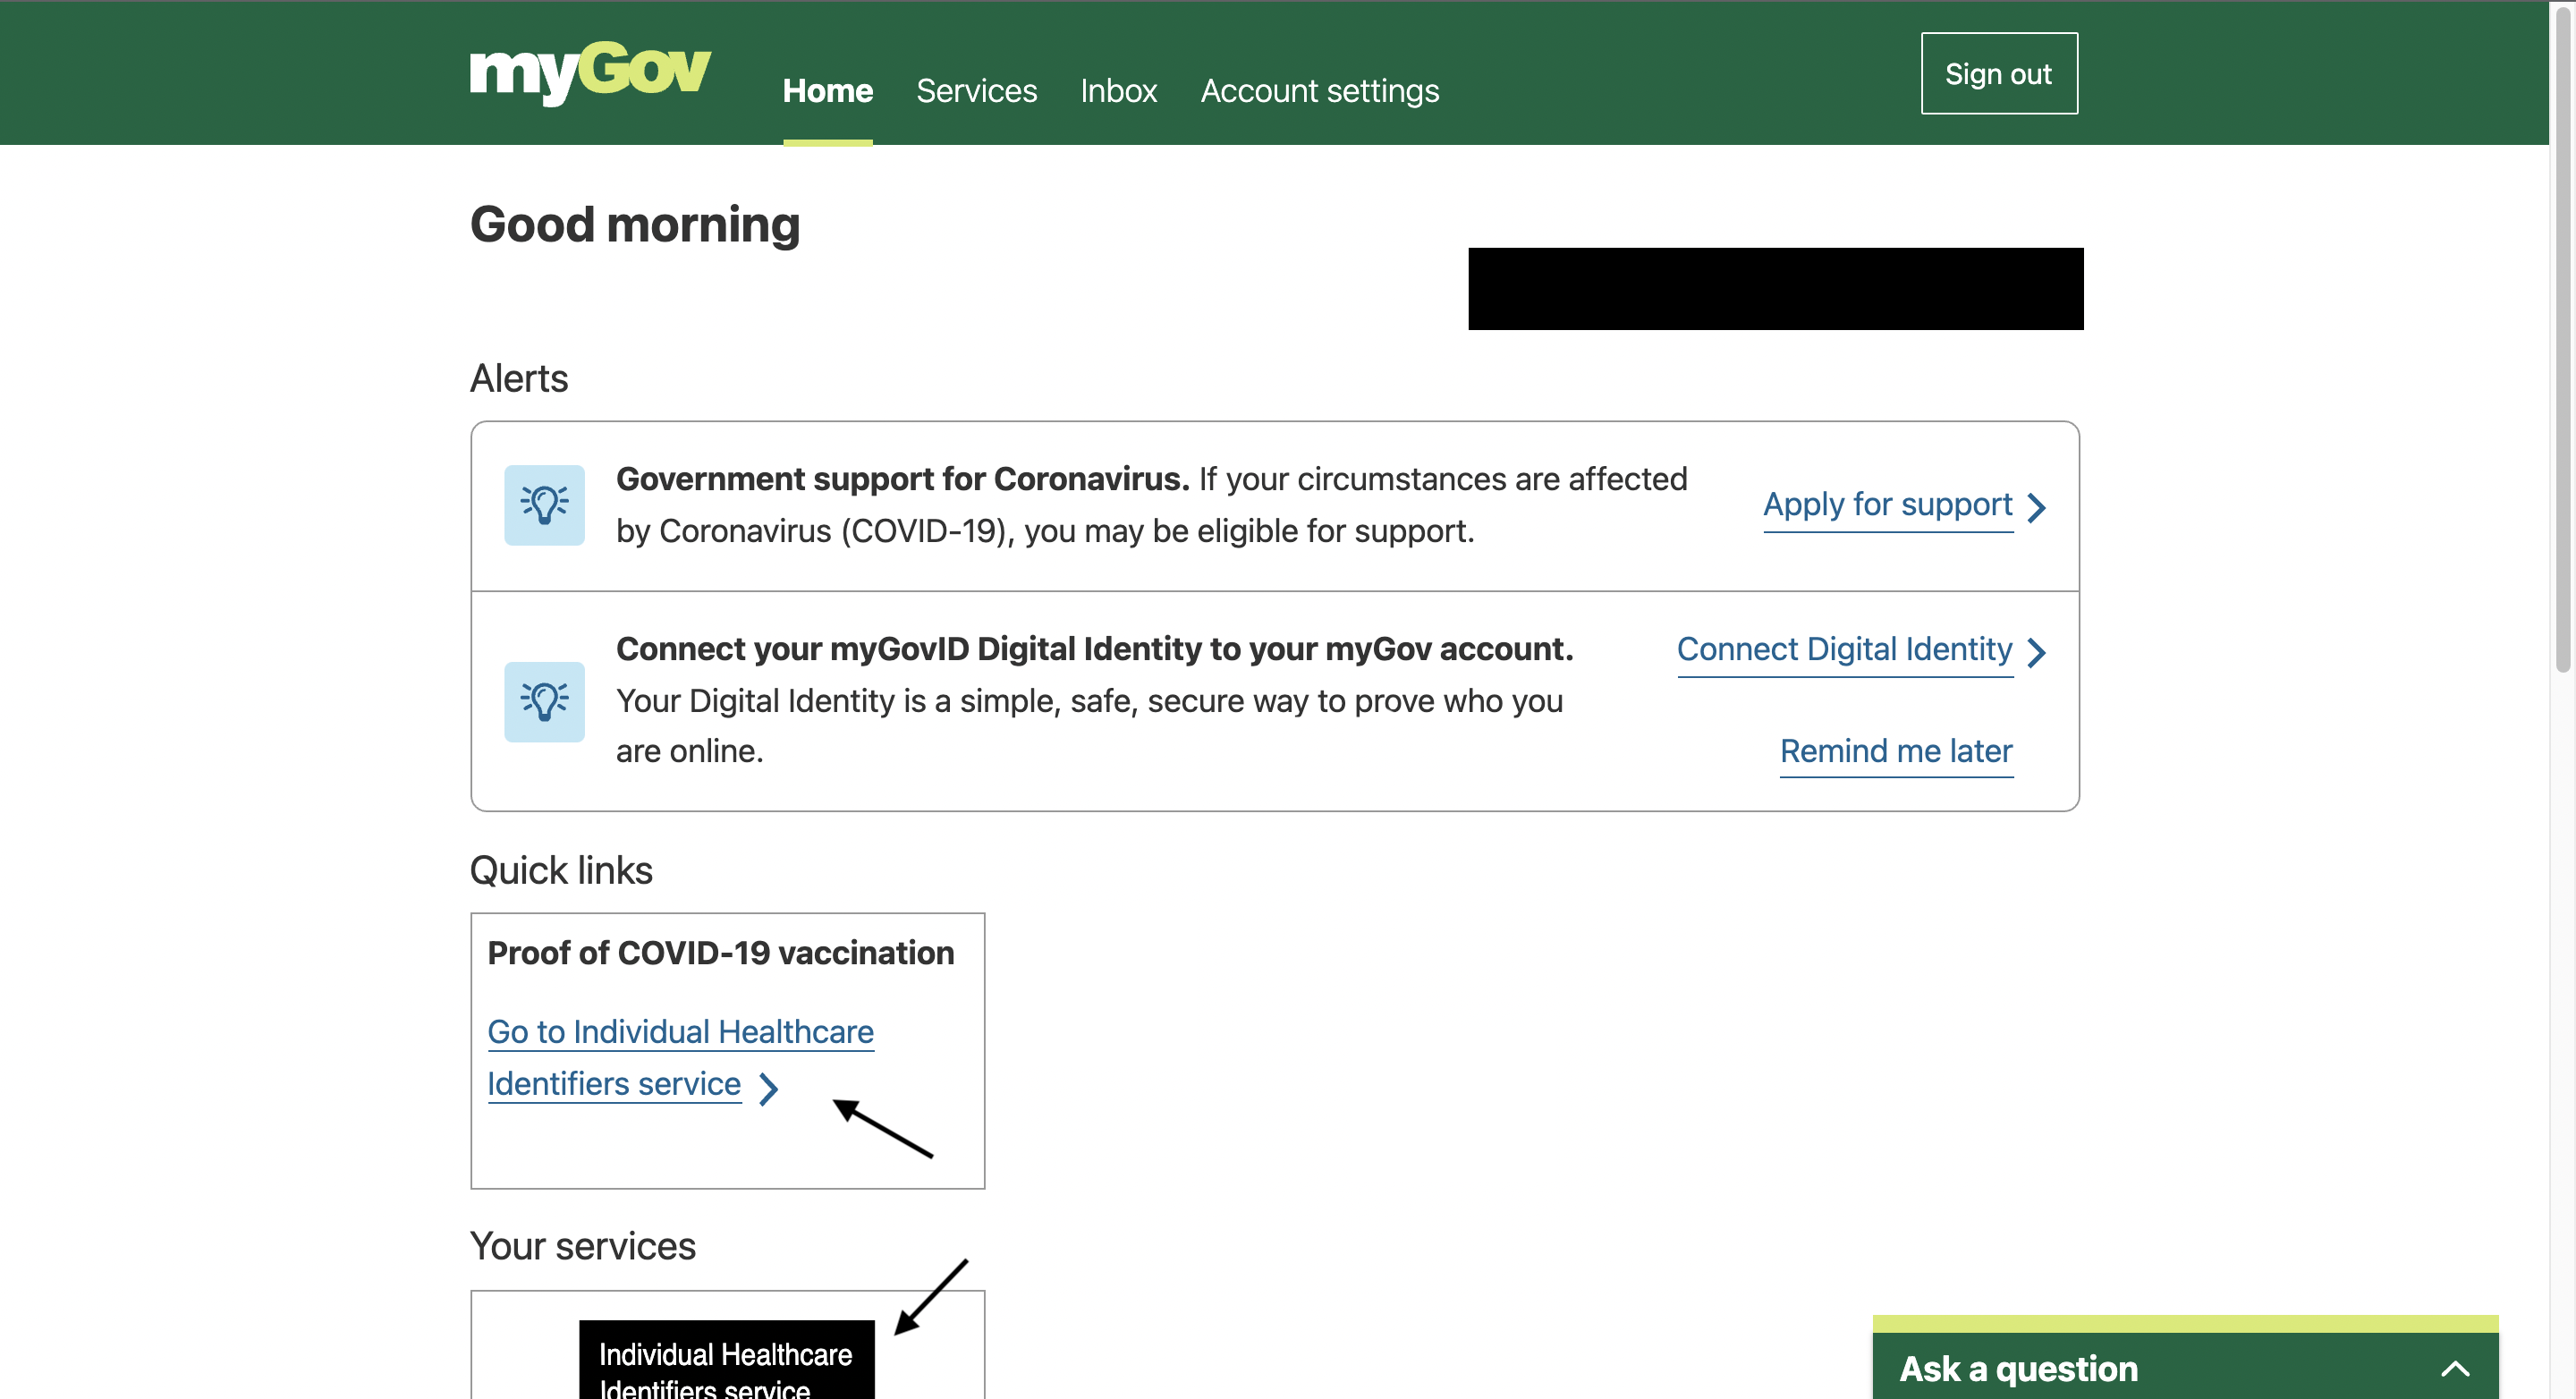 myGov
Home Services Inbox Account settings
Sign out
Good morning
Alerts
Government support for Coronavirus. If your circumstances are affected
by Coronavirus (COVID-19), you may be eligible for support.
Apply for support
Connect your myGovID Digital Identity to your myGov account.
Your Digital Identity is a simple, safe, secure way to prove who you
are online.
Connect Digital Identity
Remind me later
Quick links
Proof of COVID-19 vaccination
Go to Individual Healthcare
Identifiers service
Your services
Individual Healthcare
Identifiers service
Ask a question